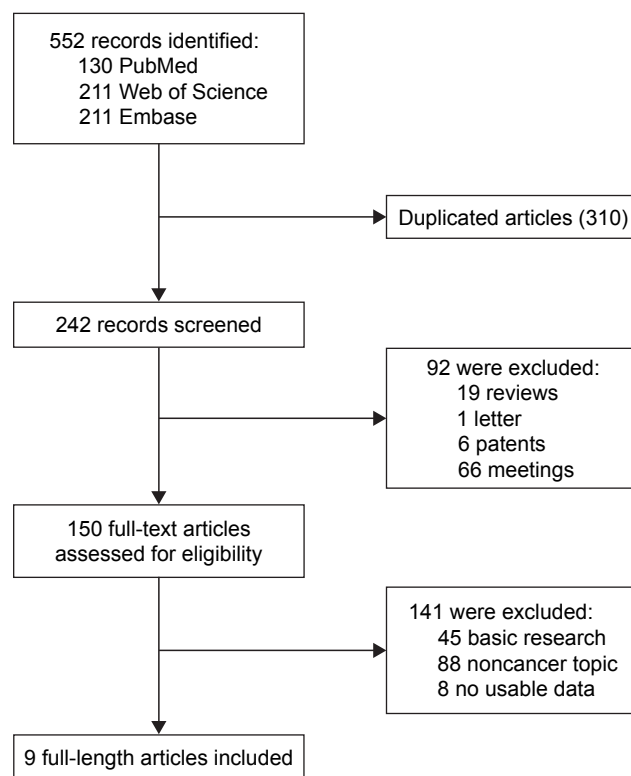 552 records identified:
130 PubMed
211 Web of Science
211 Embase
Duplicated articles (310)
242 records screened
92 were excluded:
19 reviews
1 letter
6 patents
66 meetings
150 full-text articles
assessed for eligibility
141 were excluded:
45 basic research
88 noncancer topic
8 no usable data
9 full-length articles included